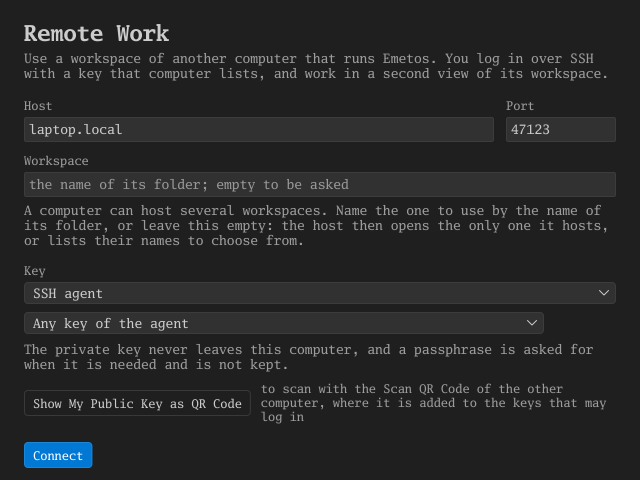 Remote Work
Use a workspace of another computer that runs Emetos. You log in over SSH
with a key that computer lists, and work in a second view of its workspace.
Host
Port
laptop.local
47123
Workspace
the name of its folder; empty to be asked
A computer can host several workspaces. Name the one to use by the name of
its folder, or leave this empty: the host then opens the only one it hosts,
or lists their names to choose from.
Key
SSH agent
Any key of the agent
The private key never leaves this computer, and a passphrase is asked for
when it is needed and is not kept.
Show My Public Key as QR Code
to scan with the Scan QR Code of the other
computer, where it is added to the keys that may
log in
Connect